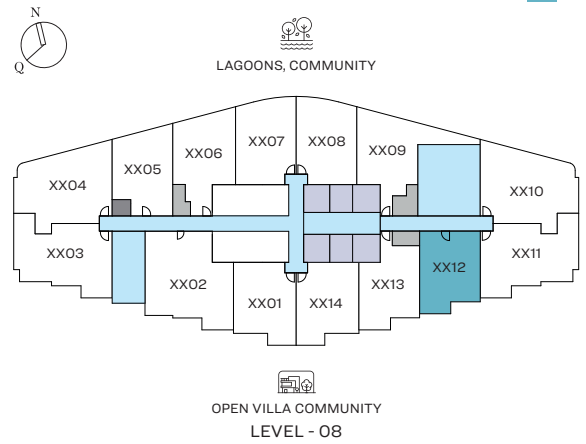 N
Q
LAGOONS, COMMUNITY
XX07 XX08
XX06 XX09
XX05
XX04 XX10
XX03 XX11
XX12
XX02 XX13
XX01 XX14
OPEN VILLA COMMUNITY
LEVEL - 08